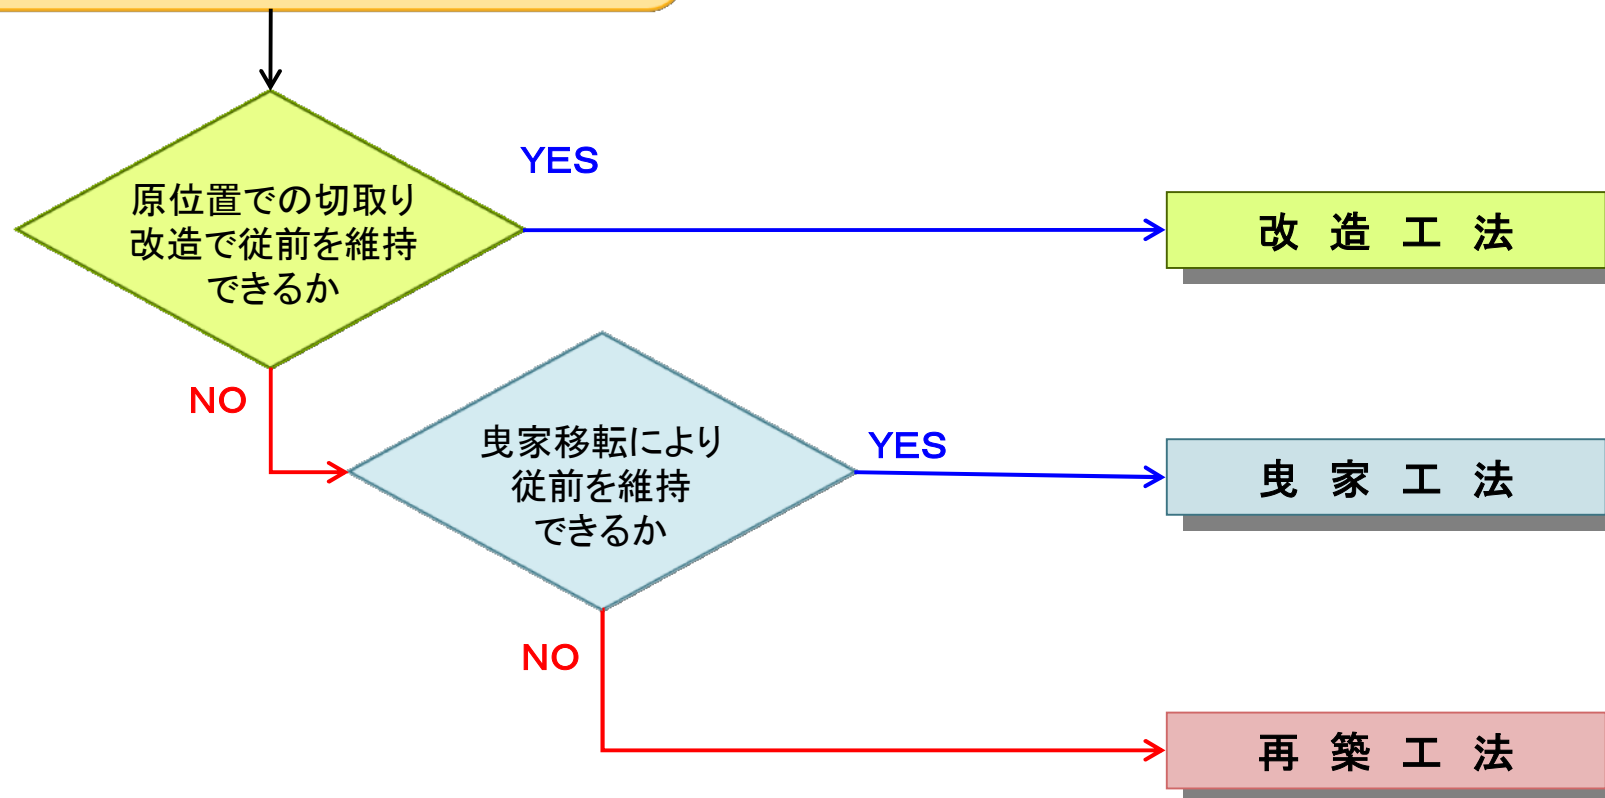 YES
原位置での切取り
改造で従前を維持
できるか
改造工法
NO
曳家移転により
従前を維持
できるか
YES
曳家工法
NO
再築工法